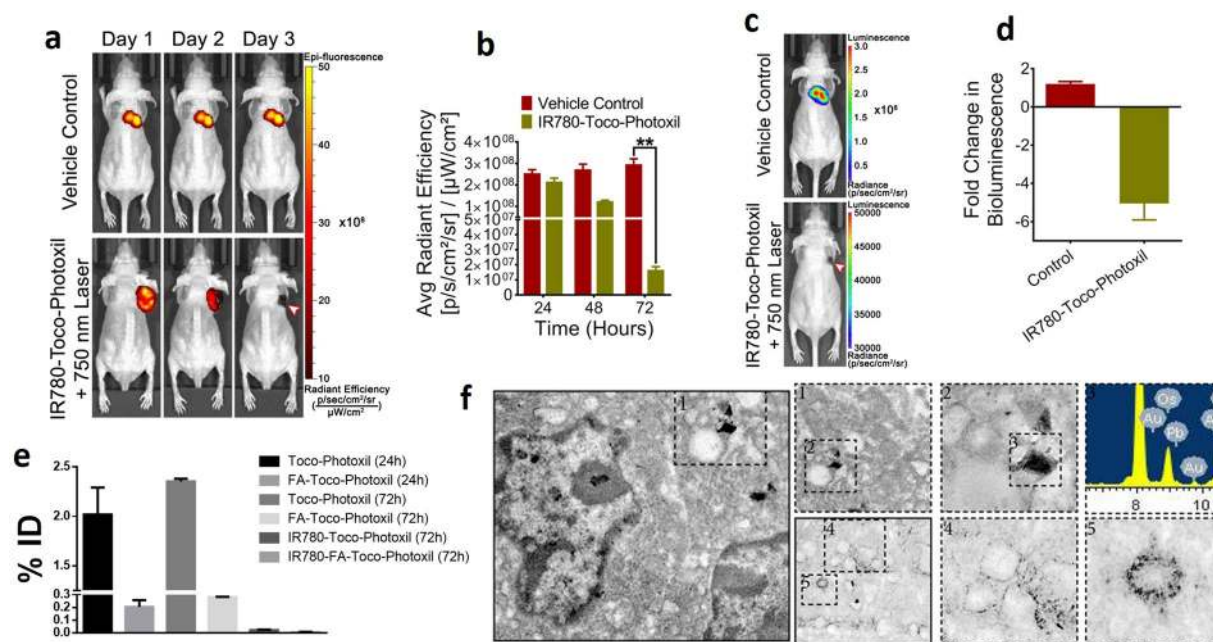 a
Day 1 Day 2 Day 3
Epi-fluorescence
50
40
30
20
10
x10⁶
Radiant Efficiency
(p/sec/cm²/sr / µW/cm²)
Vehicle Control
IR780-Toco-Photoxil
+ 750 nm Laser
b
Vehicle Control
IR780-Toco-Photoxil
Avg Radiant Efficiency
[p/s/cm²/sr] / [µW/cm²]
4×10⁰⁸
3×10⁰⁸
2×10⁰⁸
1×10⁰⁸
5×10⁰⁷
2×10⁰⁷
1×10⁰⁷
0
**
24 48 72
Time (Hours)
c
Vehicle Control
Luminescence
3.0
2.5
2.0
1.5
1.0
x10⁶
Radiance
(p/sec/cm²/sr)
IR780-Toco-Photoxil
+ 750 nm Laser
Luminescence
50000
45000
40000
35000
30000
Radiance
(p/sec/cm²/sr)
d
Fold Change in
Bioluminescence
2
0
-2
-4
-6
Control
IR780-Toco-Photoxil
e
% ID
2.5
2.0
1.5
1.0
0.3
0.2
0.1
0.0
Toco-Photoxil (24h)
FA-Toco-Photoxil (24h)
Toco-Photoxil (72h)
FA-Toco-Photoxil (72h)
IR780-Toco-Photoxil (72h)
IR780-FA-Toco-Photoxil (72h)
f
1
1
2
2
3
3
Au
Os
Pb
Au
8 10
4
5
4
5